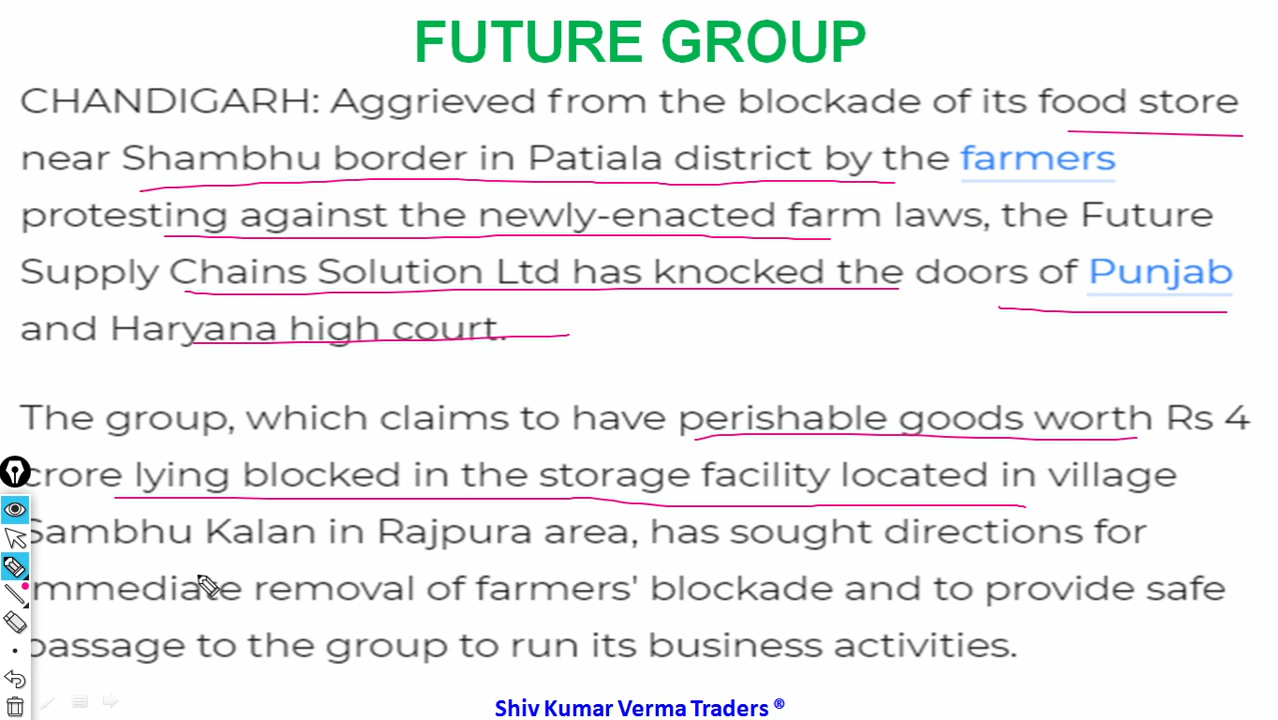 FUTURE GROUP
CHANDIGARH: Aggrieved from the blockade of its food store
near Shambhu border in Patiala district by the farmers
protesting against the newly-enacted farm laws, the Future
Supply Chains Solution Ltd has knocked the doors of Punjab
and Haryana high court.
The group, which claims to have perishable goods worth Rs 4
crore lying blocked in the storage facility located in village
Sambhu Kalan in Rajpura area, has sought directions for
immediate removal of farmers' blockade and to provide safe
passage to the group to run its business activities.
Shiv Kumar Verma Traders ®